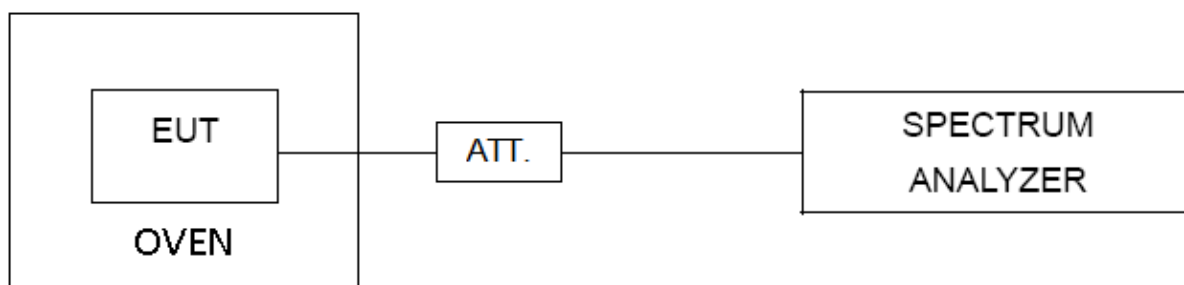 EUT
OVEN
ATT.
SPECTRUM
ANALYZER